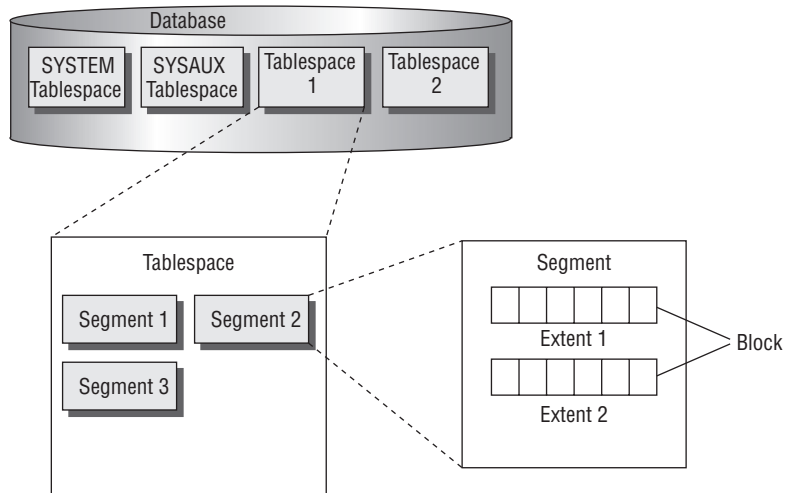 Database
SYSTEM
Tablespace
SYSAUX
Tablespace
Tablespace
1
Tablespace
2
Tablespace
Segment 1
Segment 2
Segment 3
Segment
Extent 1
Extent 2
Block